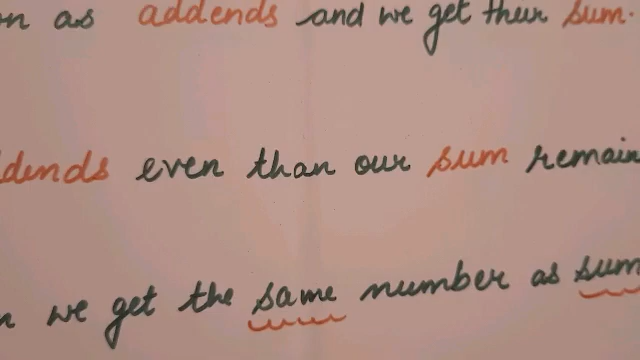 n as addends and we get their sum.
dends even than our sum remain
n we get the same number as sum